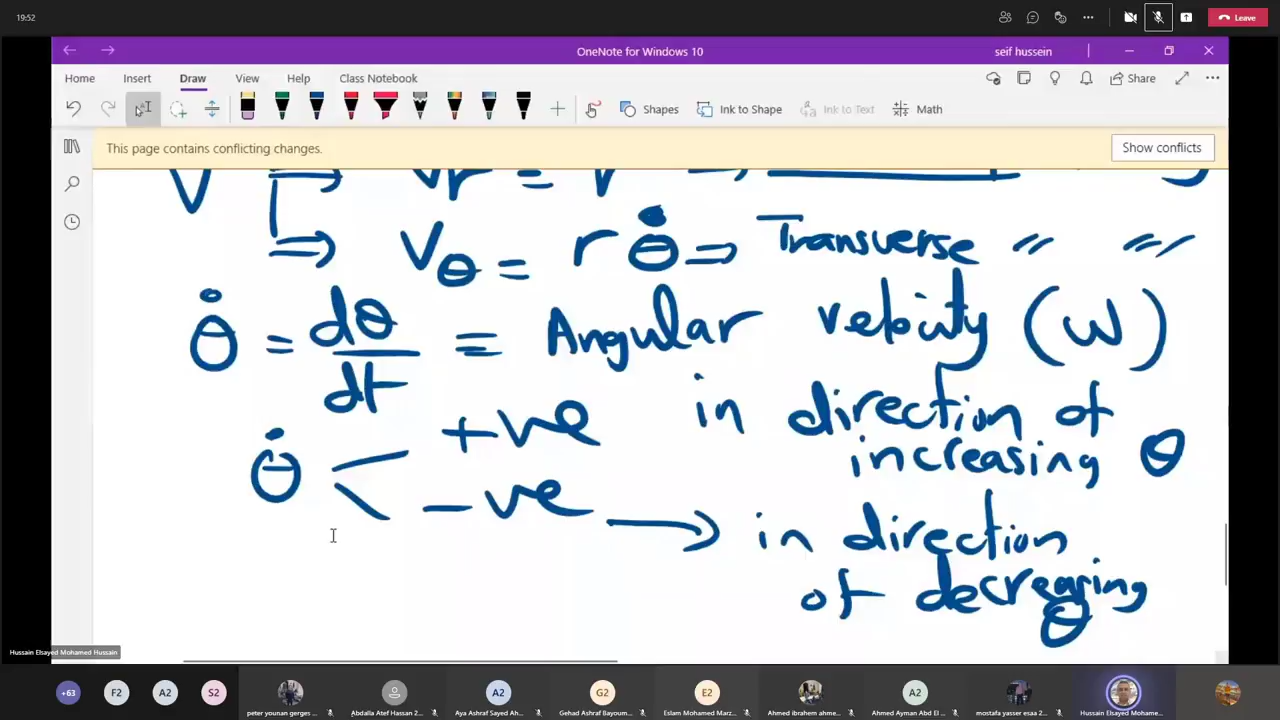 19:52
Leave
OneNote for Windows 10
seif hussein
Home Insert Draw View Help Class Notebook
Share
Shapes Ink to Shape Ink to Text Math
This page contains conflicting changes.
Show conflicts
V ⇒ Vr = r ⇒
⇒ Vθ = r θ̇ ⇒ Transverse " "
θ̇ = dθ/dt = Angular velocity (ω)
θ̇ < +ve in direction of
increasing θ
-ve → in direction
of decreasing
θ
Hussain Elsayed Mohamed Hussain
+63 F2 A2 S2 A2 G2 E2 A2
peter younan gerges ... Abdalla Atef Hassan 2... Aya Ashraf Sayed Ah... Gehad Ashraf Bayoum... Eslam Mohamed Marz... Ahmed ibrahem ahme... Ahmed Ayman Abd El ... mostafa yasser esaa 2... Hussain Elsayed Mohame...